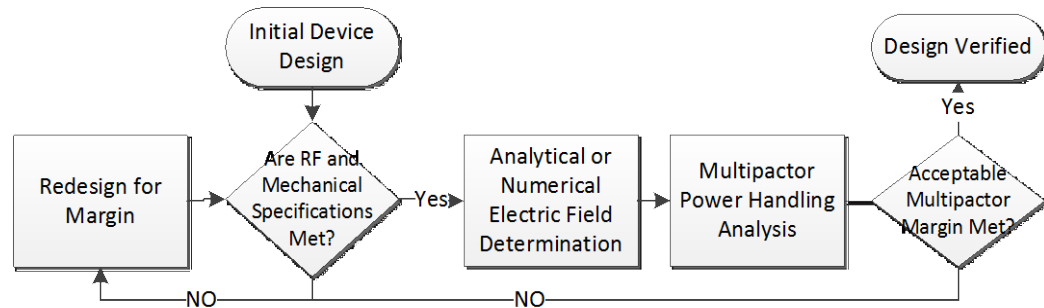 Initial Device
Design
Design Verified
Yes
Redesign for
Margin
Are RF and
Mechanical
Specifications
Met?
Yes
Analytical or
Numerical
Electric Field
Determination
Multipactor
Power Handling
Analysis
Acceptable
Multipactor
Margin Met?
NO
NO